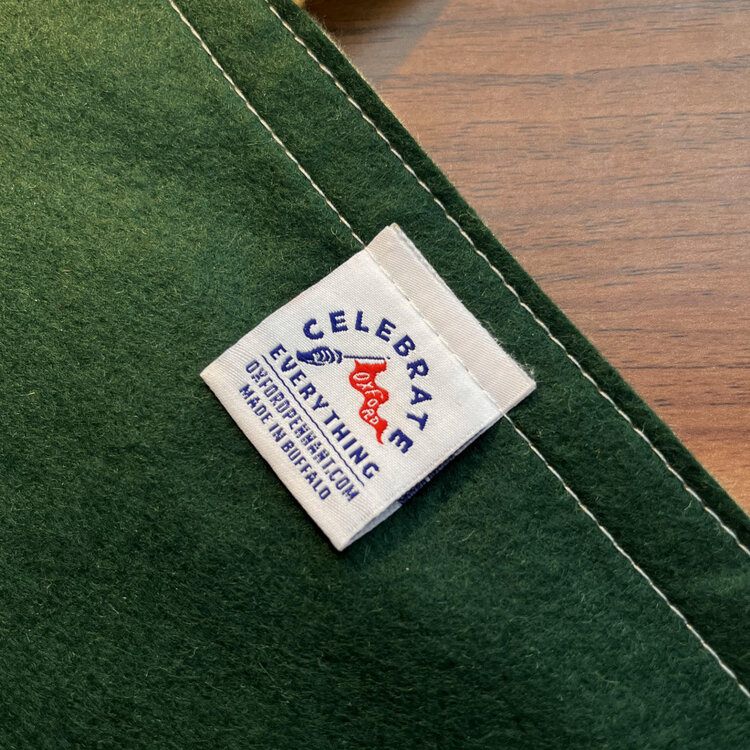 CELEBRATE
OXFORD
EVERYTHING
OXFORDPENNANT.COM
MADE IN BUFFALO